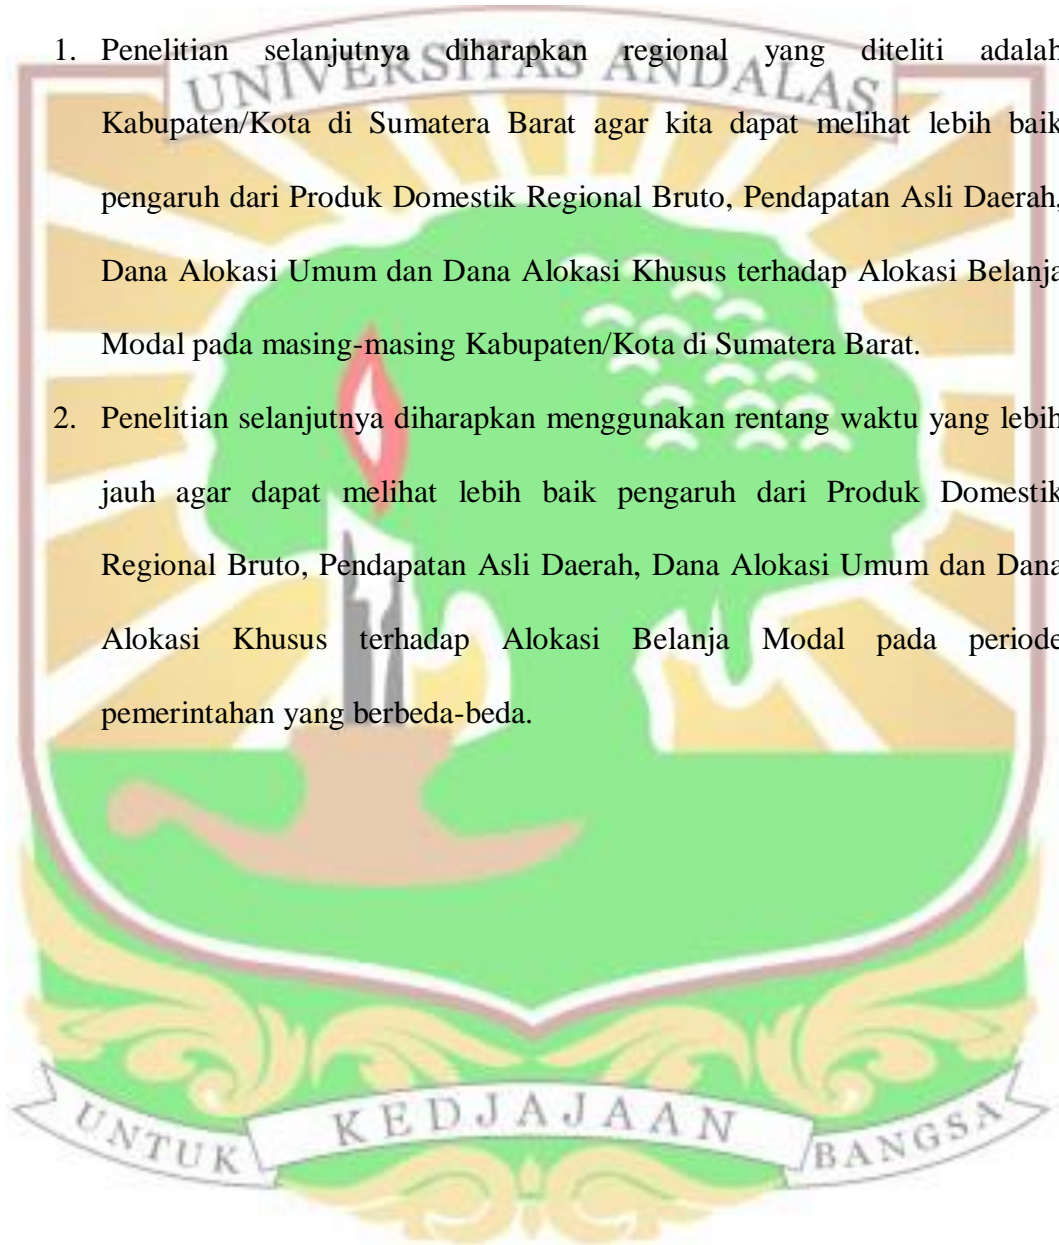 1. Penelitian selanjutnya diharapkan regional yang diteliti adalah
UNIVERSITAS ANDALAS
Kabupaten/Kota di Sumatera Barat agar kita dapat melihat lebih baik
pengaruh dari Produk Domestik Regional Bruto, Pendapatan Asli Daerah,
Dana Alokasi Umum dan Dana Alokasi Khusus terhadap Alokasi Belanja
Modal pada masing-masing Kabupaten/Kota di Sumatera Barat.
2. Penelitian selanjutnya diharapkan menggunakan rentang waktu yang lebih
jauh agar dapat melihat lebih baik pengaruh dari Produk Domestik
Regional Bruto, Pendapatan Asli Daerah, Dana Alokasi Umum dan Dana
Alokasi Khusus terhadap Alokasi Belanja Modal pada periode
pemerintahan yang berbeda-beda.
UNTUK KEDJAJAAN BANGSA